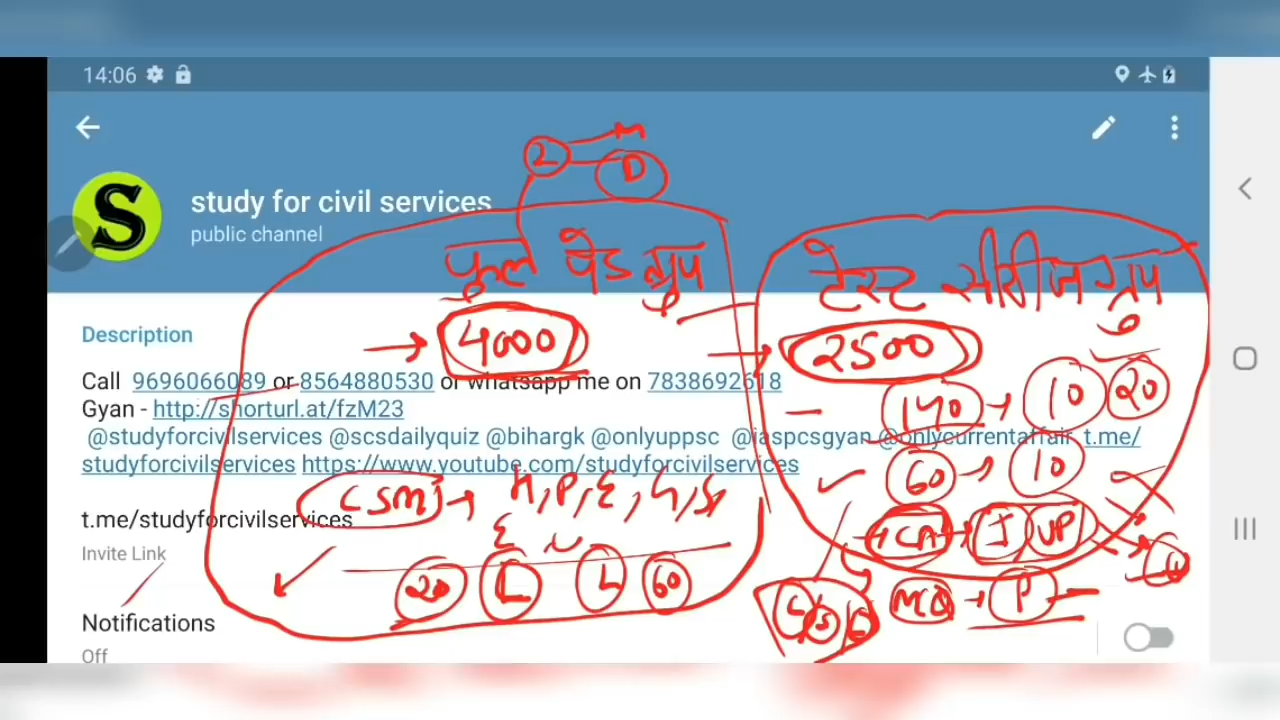 14:06
2 M
D
study for civil services
public channel
फुल पेड ग्रुप
टेस्ट सीरीज ग्रुप
4000
2500
Description
Call 9696066089 or 8564880530 or whatsapp me on 7838692618
140 → 10 20
Gyan - http://shorturl.at/fzM23
@studyforcivilservices @scsdailyquiz @bihargk @onlyuppsc @iaspcsgyan @onlycurrentaffair t.me/
studyforcivilservices https://www.youtube.com/studyforcivilservices
60 → 10
t.me/studyforcivilservices
UP
Invite Link
20 L L 60
MQ → P
Notifications
Off